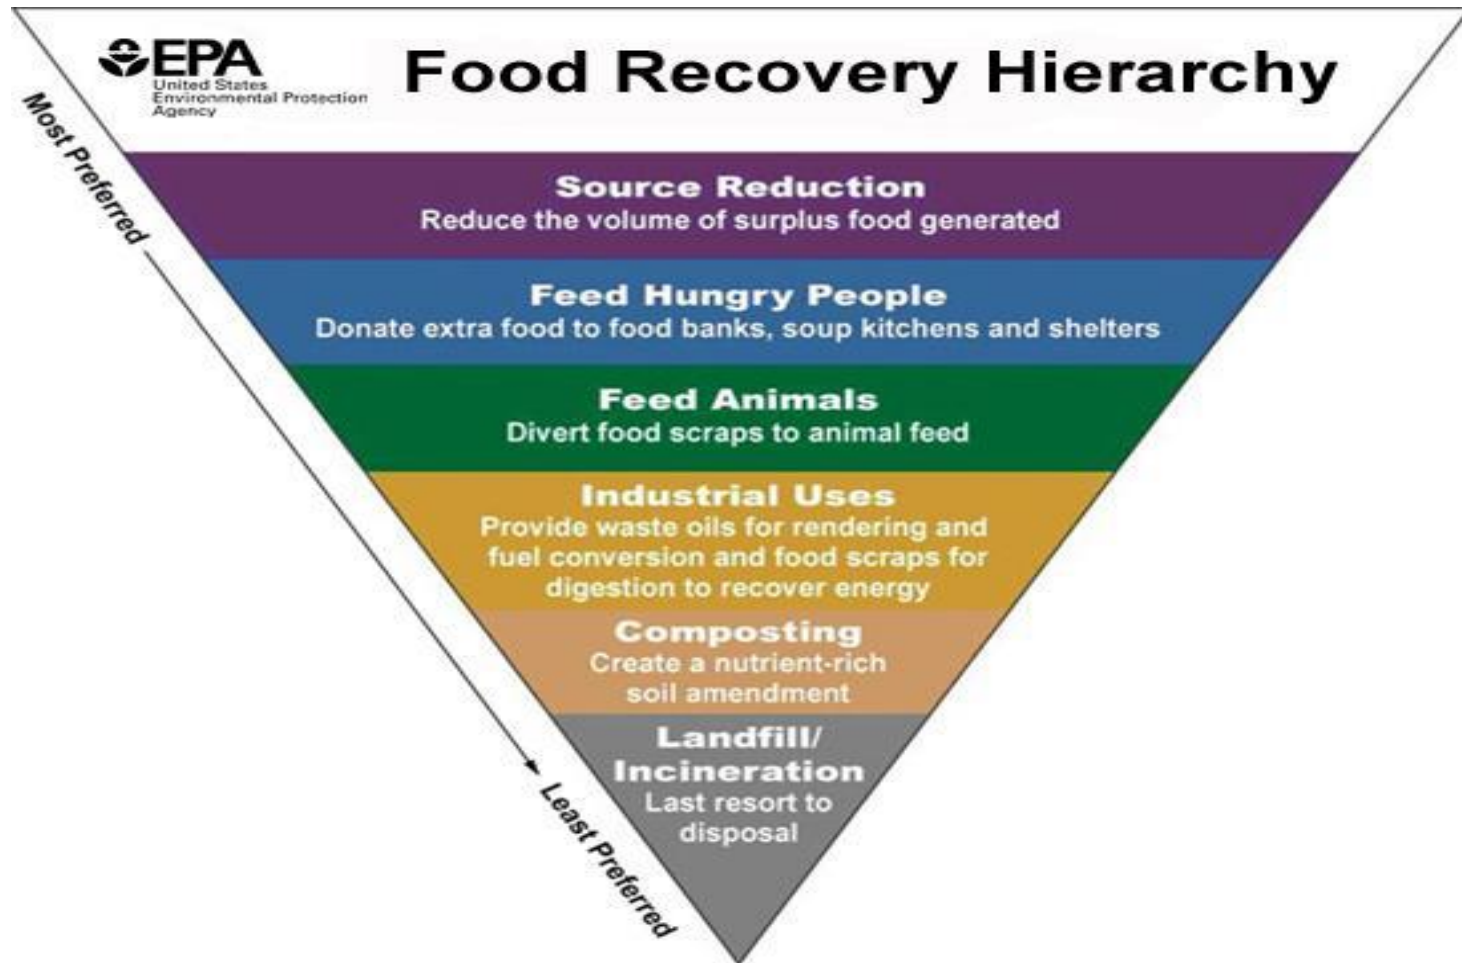 EPA
United States
Environmental Protection
Agency
Food Recovery Hierarchy
Most Preferred
Source Reduction
Reduce the volume of surplus food generated
Feed Hungry People
Donate extra food to food banks, soup kitchens and shelters
Feed Animals
Divert food scraps to animal feed
Industrial Uses
Provide waste oils for rendering and
fuel conversion and food scraps for
digestion to recover energy
Composting
Create a nutrient-rich
soil amendment
Landfill/
Incineration
Last resort to
disposal
Least Preferred